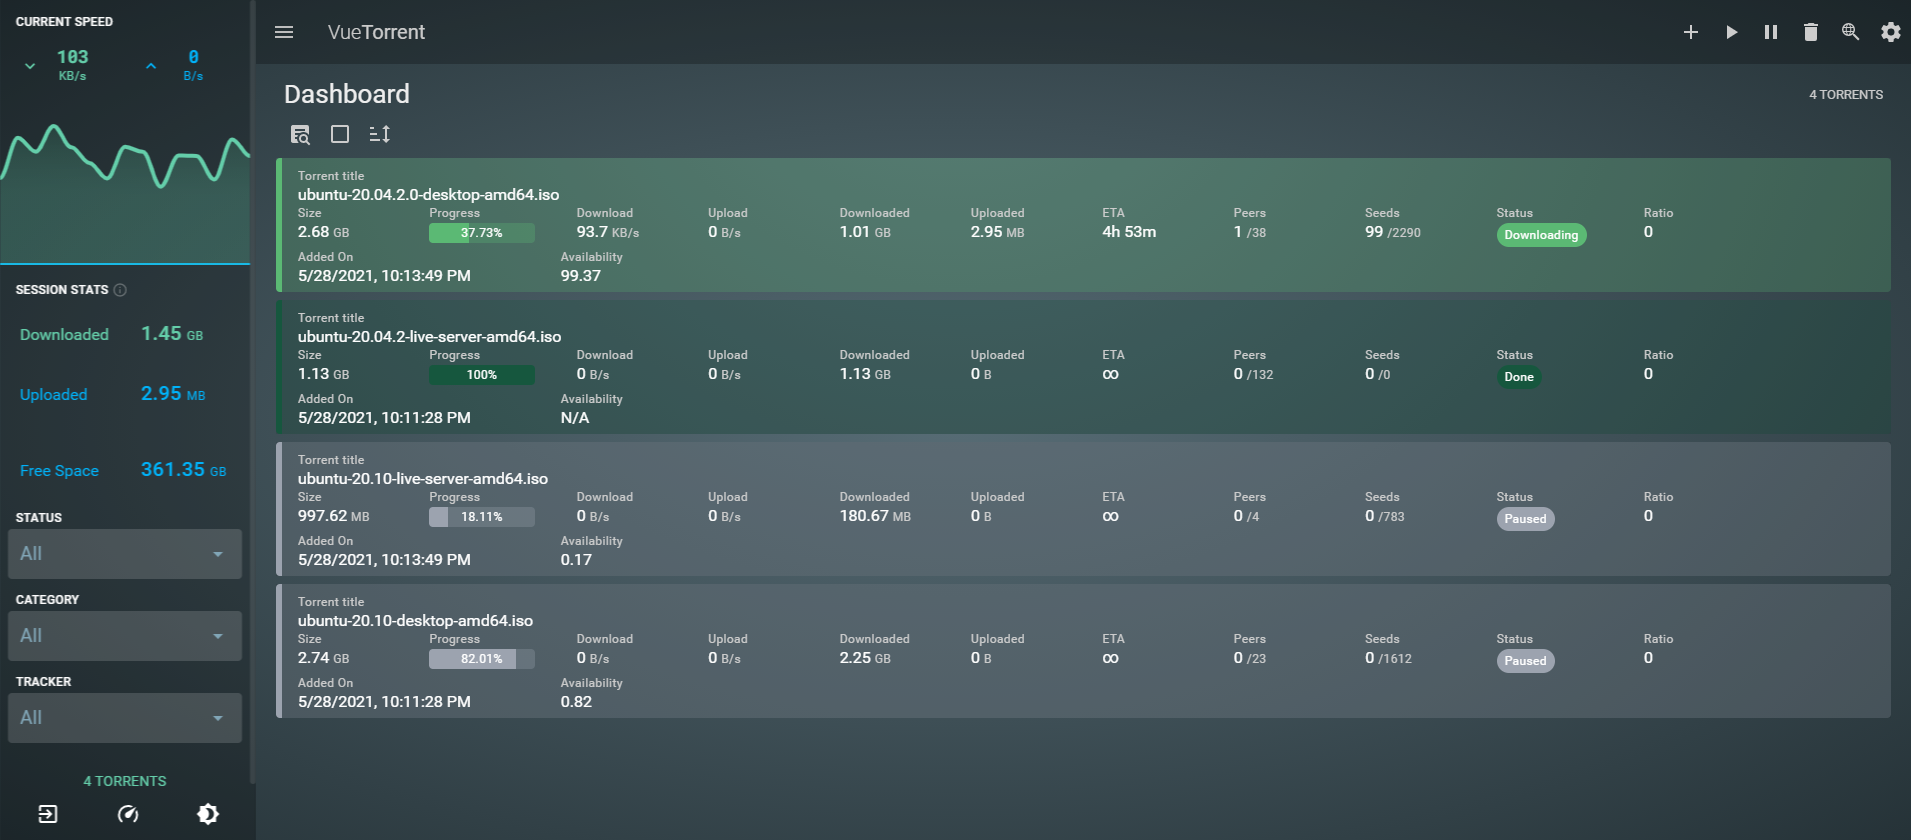 CURRENT SPEED
103 0
KB/s B/s
SESSION STATS
Downloaded 1.45 GB
Uploaded 2.95 MB
Free Space 361.35 GB
STATUS
All
CATEGORY
All
TRACKER
All
4 TORRENTS
VueTorrent
Dashboard
4 TORRENTS
Torrent title
ubuntu-20.04.2.0-desktop-amd64.iso
Size Progress Download Upload Downloaded Uploaded ETA Peers Seeds Status Ratio
2.68 GB 37.73% 93.7 KB/s 0 B/s 1.01 GB 2.95 MB 4h 53m 1 /38 99 /2290 Downloading 0
Added On Availability
5/28/2021, 10:13:49 PM 99.37
Torrent title
ubuntu-20.04.2-live-server-amd64.iso
Size Progress Download Upload Downloaded Uploaded ETA Peers Seeds Status Ratio
1.13 GB 100% 0 B/s 0 B/s 1.13 GB 0 B ∞ 0 /132 0 /0 Done 0
Added On Availability
5/28/2021, 10:11:28 PM N/A
Torrent title
ubuntu-20.10-live-server-amd64.iso
Size Progress Download Upload Downloaded Uploaded ETA Peers Seeds Status Ratio
997.62 MB 18.11% 0 B/s 0 B/s 180.67 MB 0 B ∞ 0 /4 0 /783 Paused 0
Added On Availability
5/28/2021, 10:13:49 PM 0.17
Torrent title
ubuntu-20.10-desktop-amd64.iso
Size Progress Download Upload Downloaded Uploaded ETA Peers Seeds Status Ratio
2.74 GB 82.01% 0 B/s 0 B/s 2.25 GB 0 B ∞ 0 /23 0 /1612 Paused 0
Added On Availability
5/28/2021, 10:11:28 PM 0.82